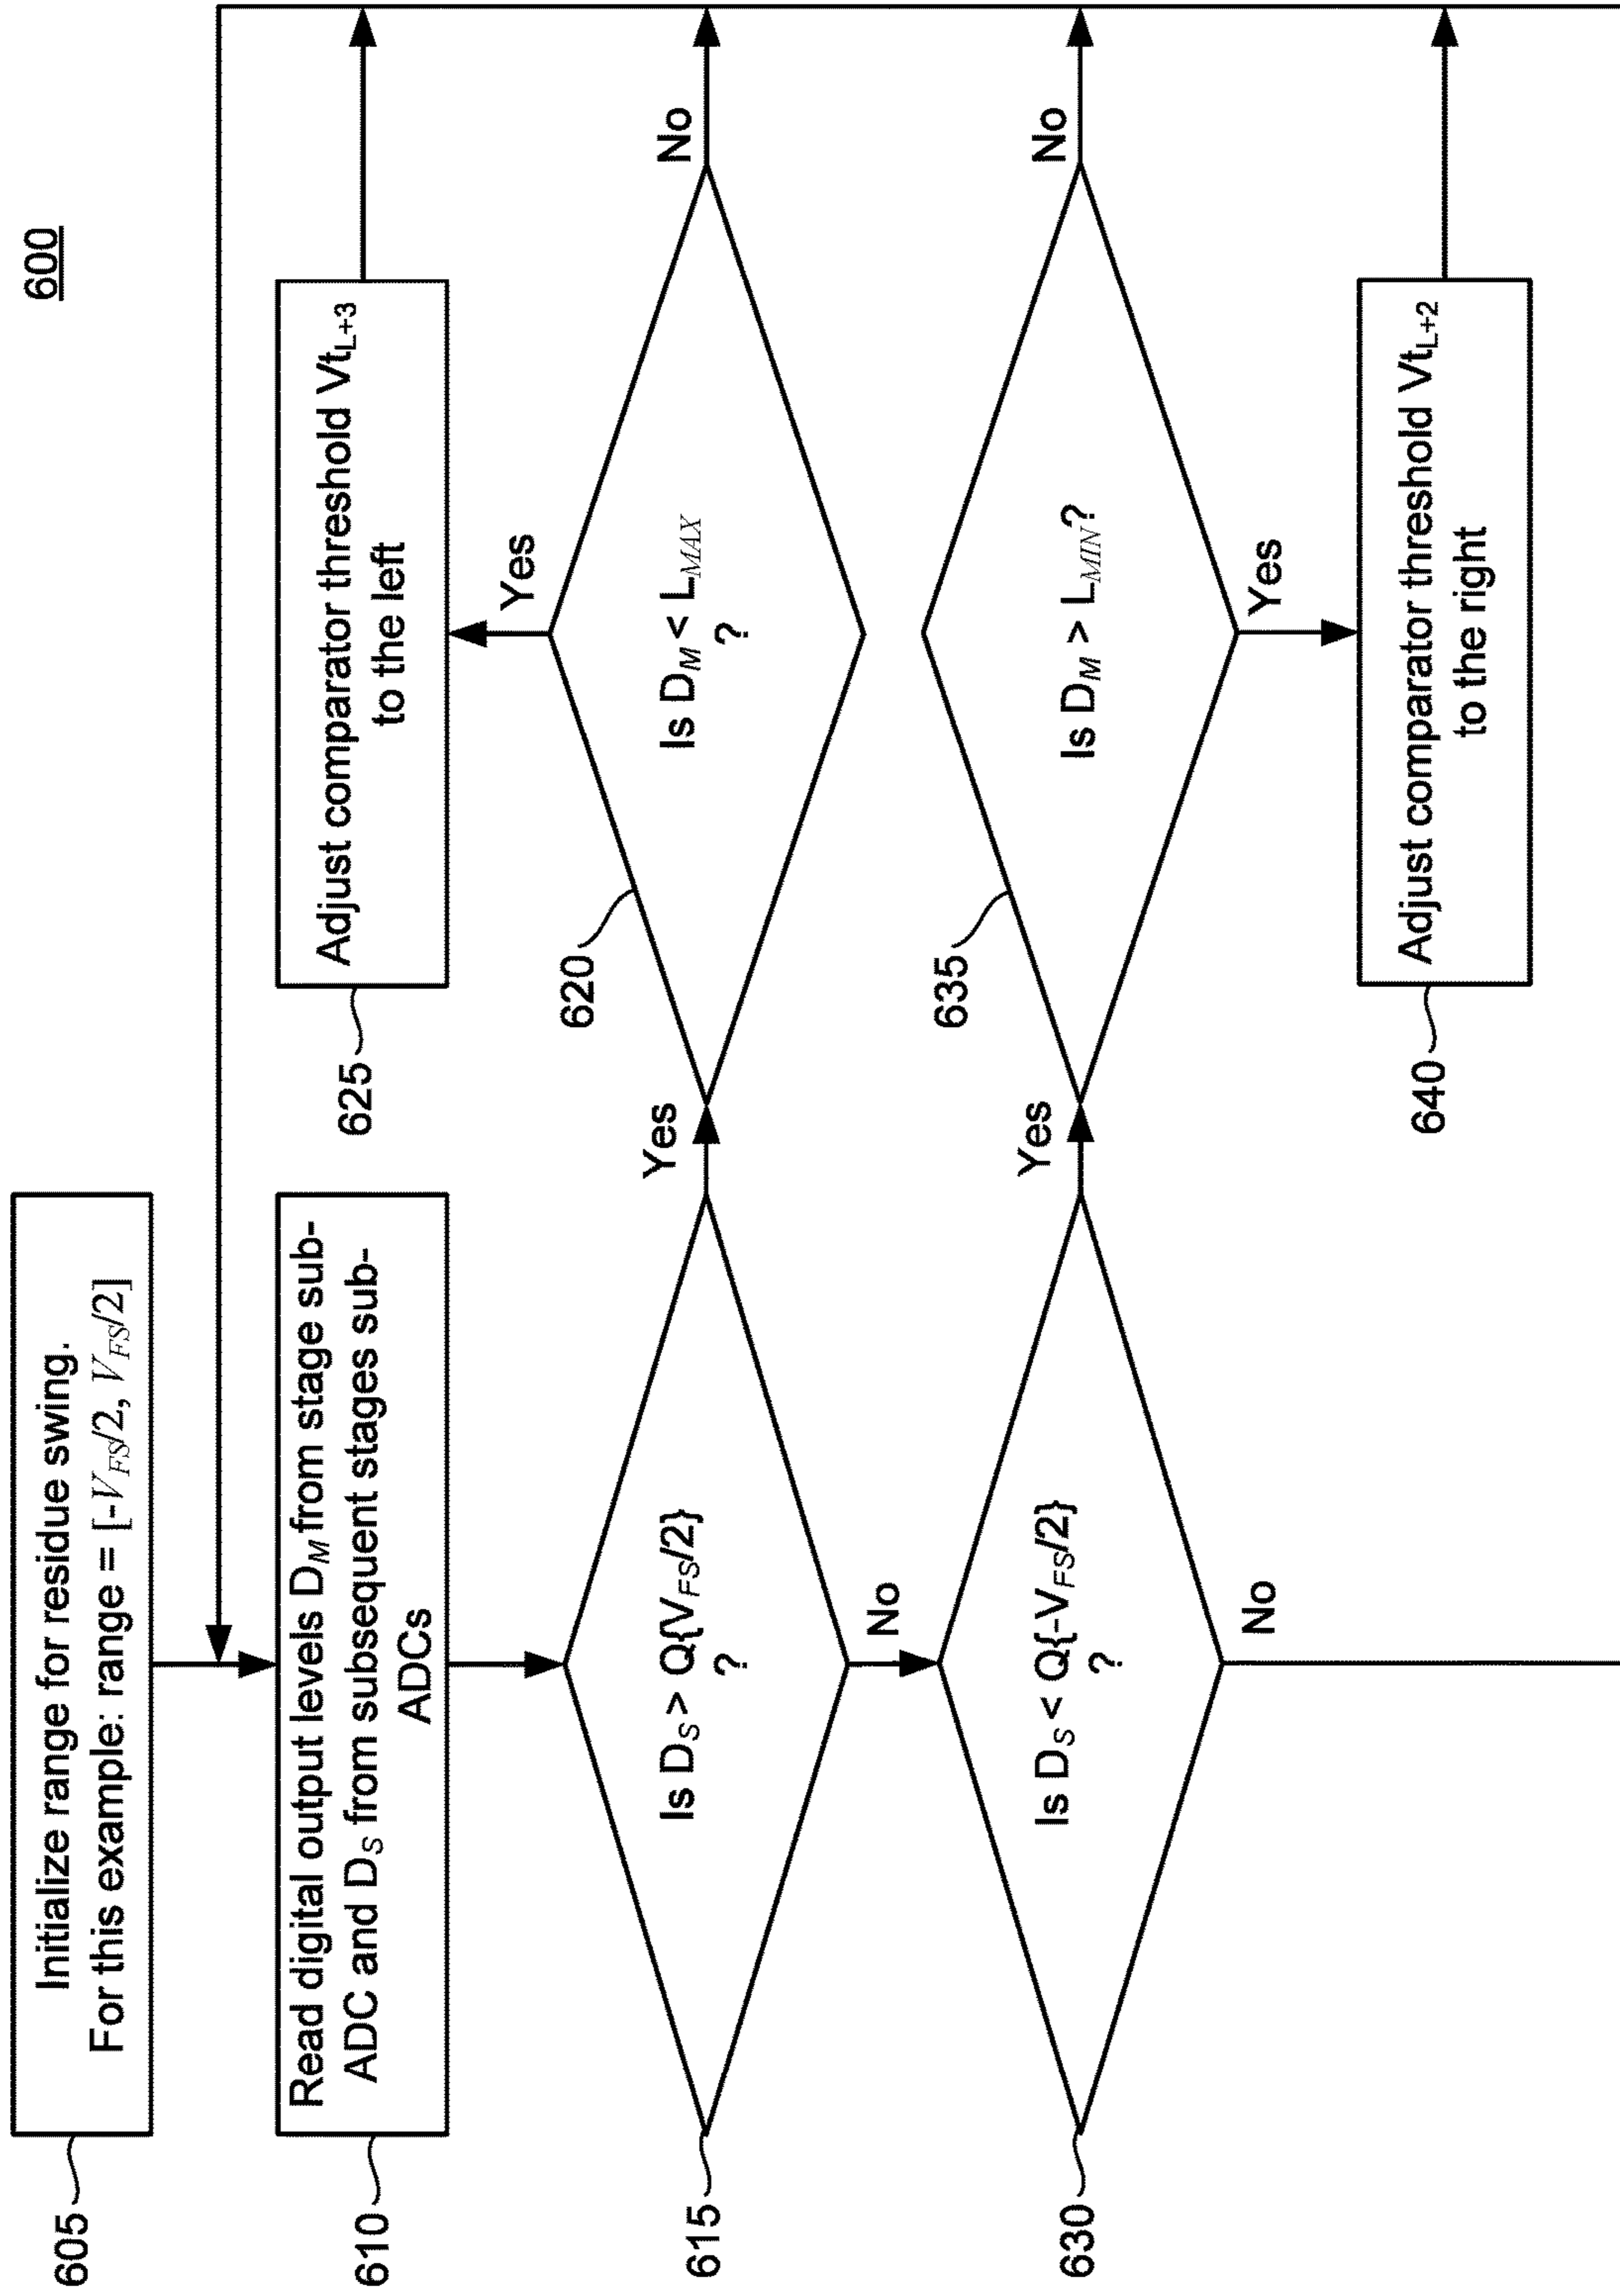 600
605
Initialize range for residue swing.
For this example: range = [-V_FS/2, V_FS/2]
610
Read digital output levels D_M from stage sub-
ADC and D_S from subsequent stages sub-
ADCs
625
Adjust comparator threshold Vt_L+3
to the left
615
Is D_S > Q{V_FS/2}
?
Yes
No
620
Is D_M < L_MAX
?
Yes
No
630
Is D_S < Q{-V_FS/2}
?
Yes
No
635
Is D_M > L_MIN?
No
Yes
640
Adjust comparator threshold Vt_L+2
to the right